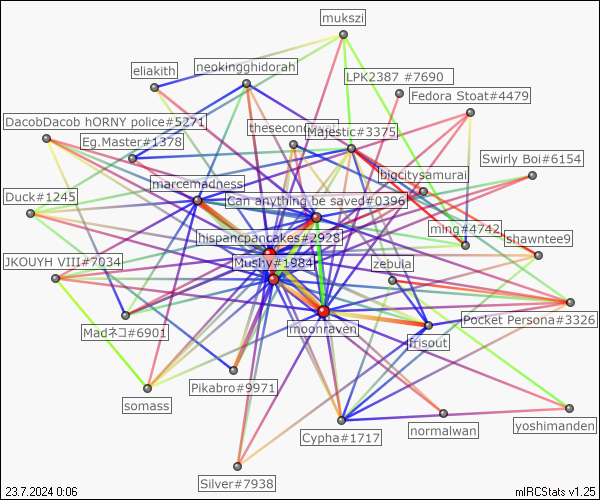 mukszi
neokingghidorah
eliakith
LPK2387 #7690
Fedora Stoat#4479
DacobDacob hORNY police#5271
Majestic#3375
Eg.Master#1378
Swirly Boi#6154
bigcitysamurai
marcemadness
Duck#1245
Can anything be saved#0396
ming#4742
hispancpancakes#2928
shawntee9
JKOUYH VIII#7034
Mushy#1984
zebula
Pocket Persona#3326
moonraven
Madネコ#6901
frisout
Pikabro#9971
somass
yoshimanden
normalwan
Cypha#1717
Silver#7938
23.7.2024 0:06
mIRCStats v1.25